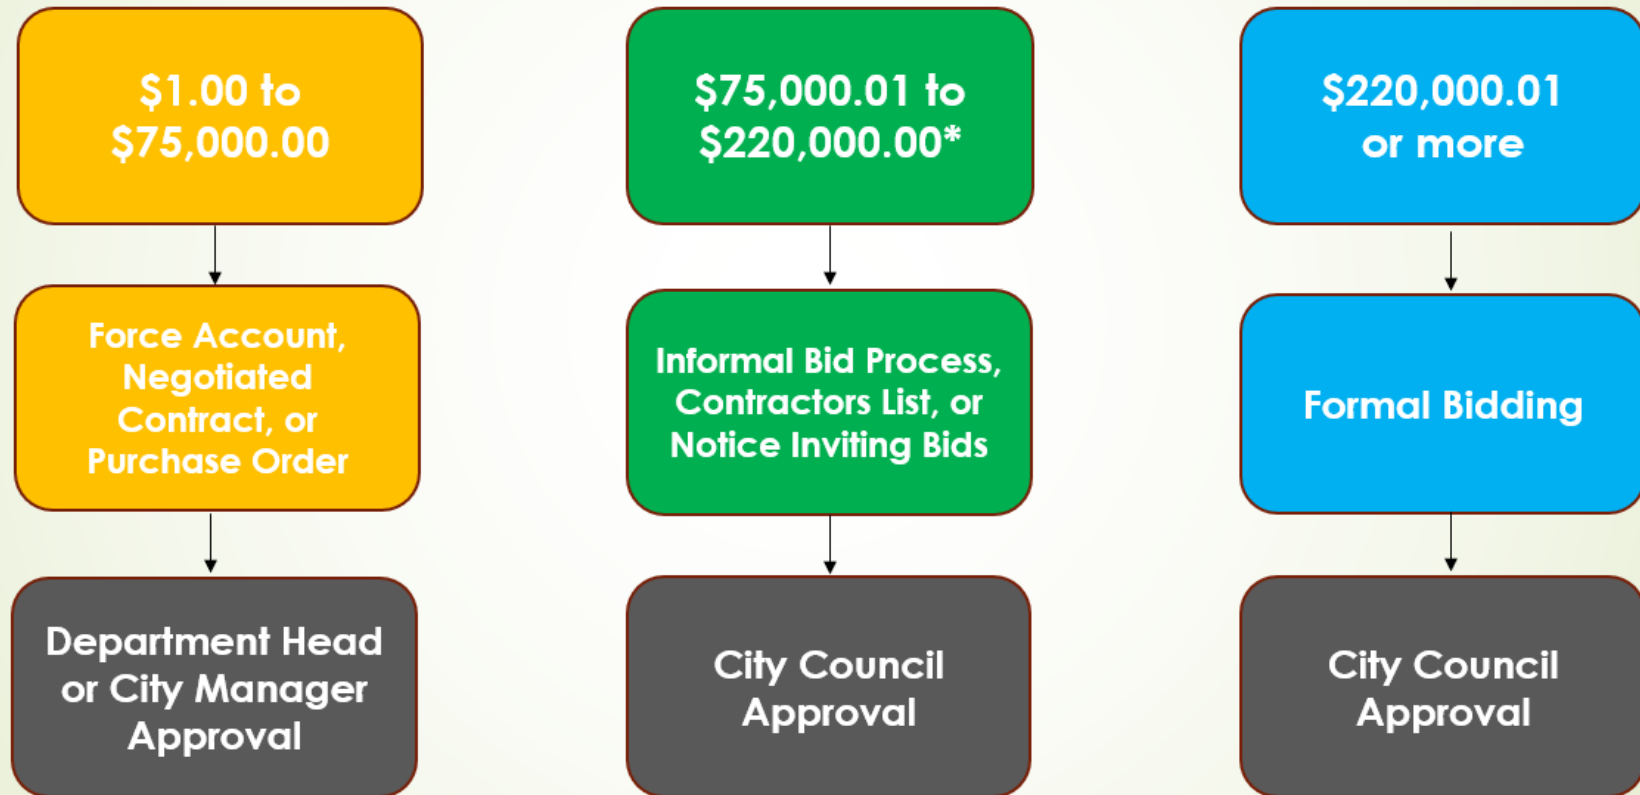 $1.00 to
$75,000.00
Force Account,
Negotiated
Contract, or
Purchase Order
Department Head
or City Manager
Approval
$75,000.01 to
$220,000.00*
Informal Bid Process,
Contractors List, or
Notice Inviting Bids
City Council
Approval
$220,000.01
or more
Formal Bidding
City Council
Approval